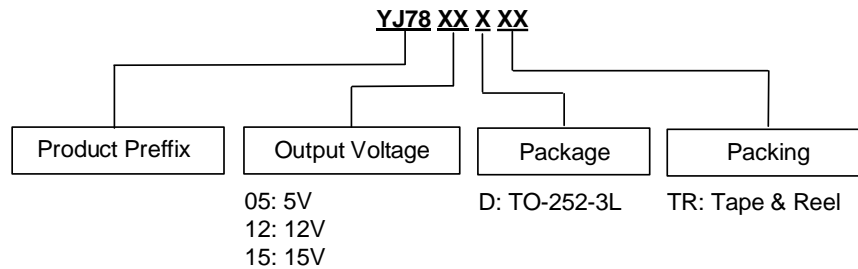 YJ78 XX X XX
Product Preffix
Output Voltage
Package
Packing
05: 5V
12: 12V
15: 15V
D: TO-252-3L
TR: Tape & Reel